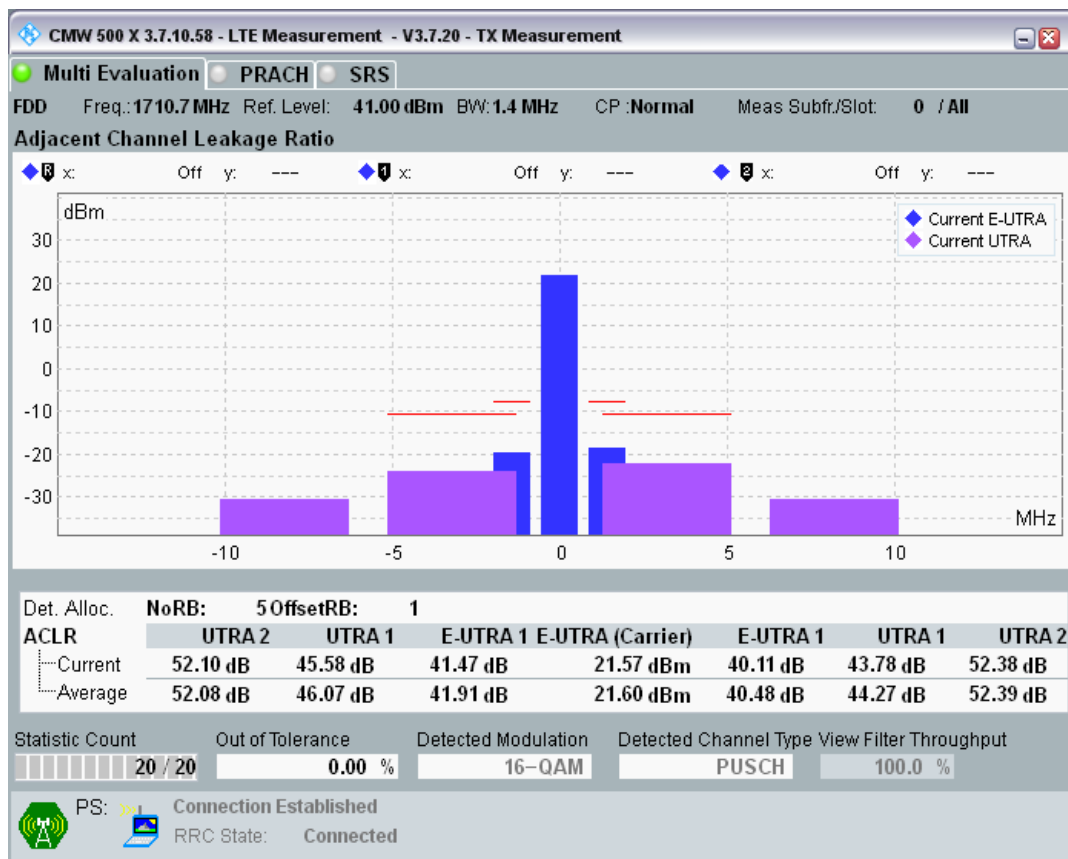 CMW 500 X 3.7.10.58 - LTE Measurement - V3.7.20 - TX Measurement
Multi Evaluation PRACH SRS
FDD Freq.: 1710.7 MHz Ref. Level: 41.00 dBm BW: 1.4 MHz CP : Normal Meas Subfr./Slot: 0 / All
Adjacent Channel Leakage Ratio
R x: Off y: --- 1 x: Off y: --- 2 x: Off y: ---
dBm
Current E-UTRA
Current UTRA
30
20
10
0
-10
-20
-30
MHz
-10 -5 0 5 10
Det. Alloc. NoRB: 5 OffsetRB: 1
ACLR UTRA 2 UTRA 1 E-UTRA 1 E-UTRA (Carrier) E-UTRA 1 UTRA 1 UTRA 2
Current 52.10 dB 45.58 dB 41.47 dB 21.57 dBm 40.11 dB 43.78 dB 52.38 dB
Average 52.08 dB 46.07 dB 41.91 dB 21.60 dBm 40.48 dB 44.27 dB 52.39 dB
Statistic Count Out of Tolerance Detected Modulation Detected Channel Type View Filter Throughput
20 / 20 0.00 % 16-QAM PUSCH 100.0 %
PS: Connection Established
RRC State: Connected